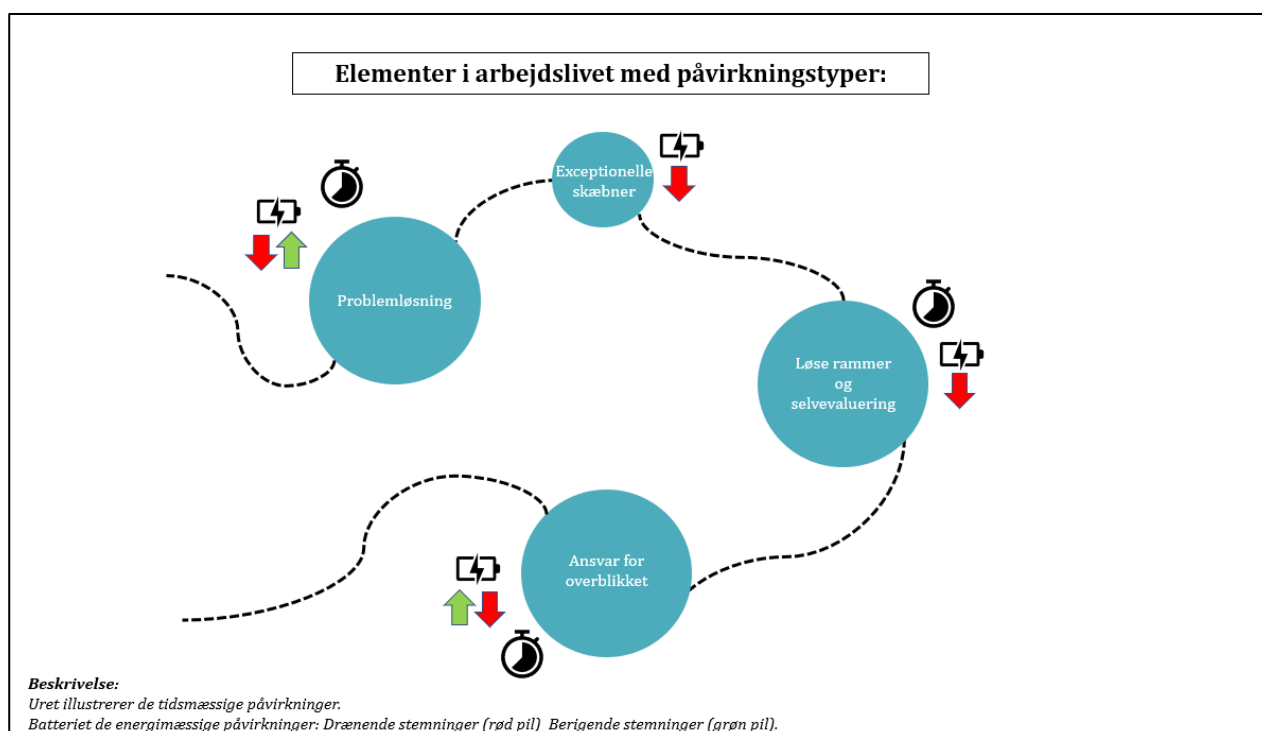 Elementer i arbejdslivet med påvirkningstyper:
Exceptionelle
skæbner
Problemløsning
Løse rammer
og
selvevaluering
Ansvar for
overblikket
Beskrivelse:
Uret illustrerer de tidsmæssige påvirkninger.
Batteriet de energimæssige påvirkninger: Drænende stemninger (rød pil) Berigende stemninger (grøn pil).